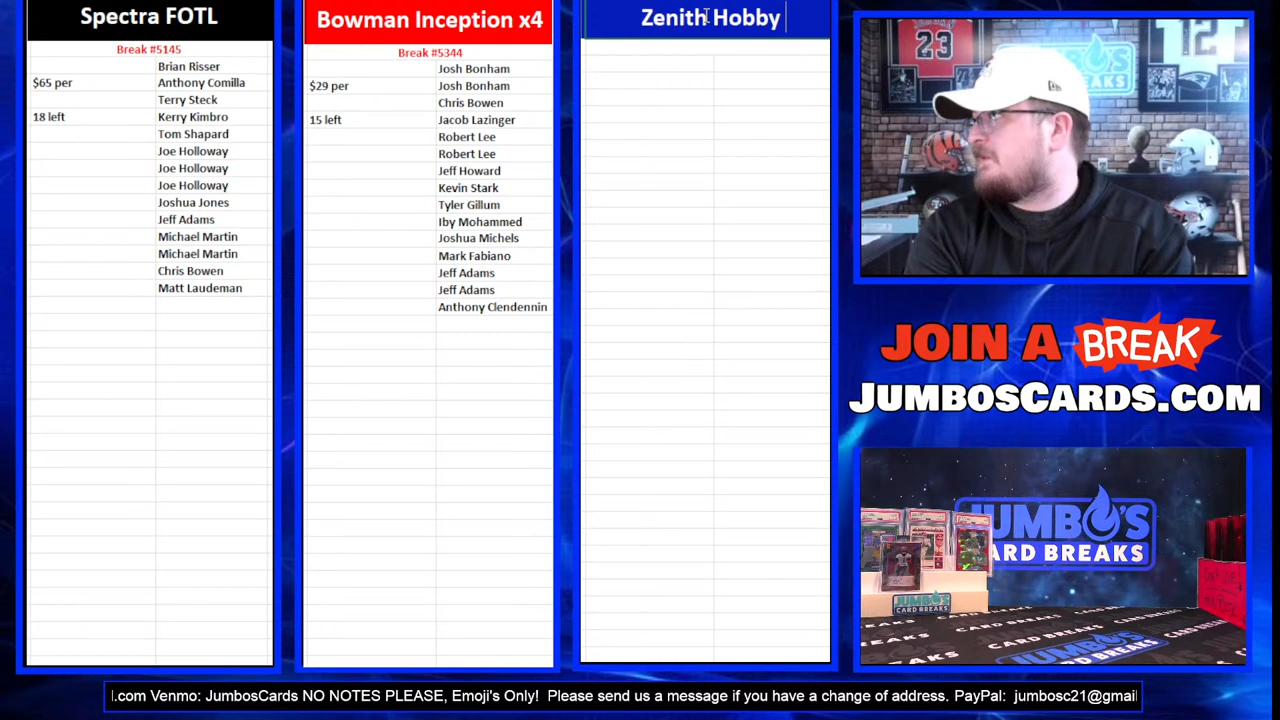 Spectra FOTL
Break #5145
Brian Risser
$65 per
Anthony Comilla
Terry Steck
18 left
Kerry Kimbro
Tom Shapard
Joe Holloway
Joe Holloway
Joe Holloway
Joshua Jones
Jeff Adams
Michael Martin
Michael Martin
Chris Bowen
Matt Laudeman
Bowman Inception x4
Break #5344
Josh Bonham
$29 per
Josh Bonham
Chris Bowen
15 left
Jacob Lazinger
Robert Lee
Robert Lee
Jeff Howard
Kevin Stark
Tyler Gillum
Iby Mohammed
Joshua Michels
Mark Fabiano
Jeff Adams
Jeff Adams
Anthony Clendennin
Zenith Hobby
23
12
JOIN A BREAK
JUMBOSCARDS.COM
JUMBO'S
CARD BREAKS
JUMBO'S
CARD BREAKS
l.com Venmo: JumbosCards NO NOTES PLEASE, Emoji's Only! Please send us a message if you have a change of address. PayPal: jumbosc21@gmail